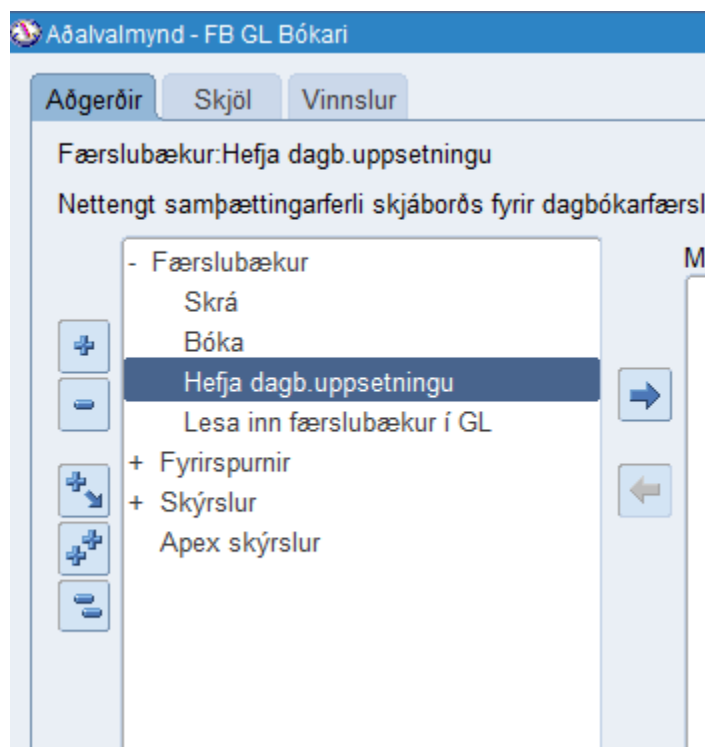 Aðalvalmynd - FB GL Bókari
Aðgerðir Skjöl Vinnslur
Færslubækur:Hefja dagb.uppsetningu
Nettengt samþættingarferli skjáborðs fyrir
- Færslubækur
Skrá
Bóka
Hefja dagb.uppsetningu
Lesa inn færslubækur í GL
+ Fyrirspurnir
+ Skýrslur
Apex skýrslur